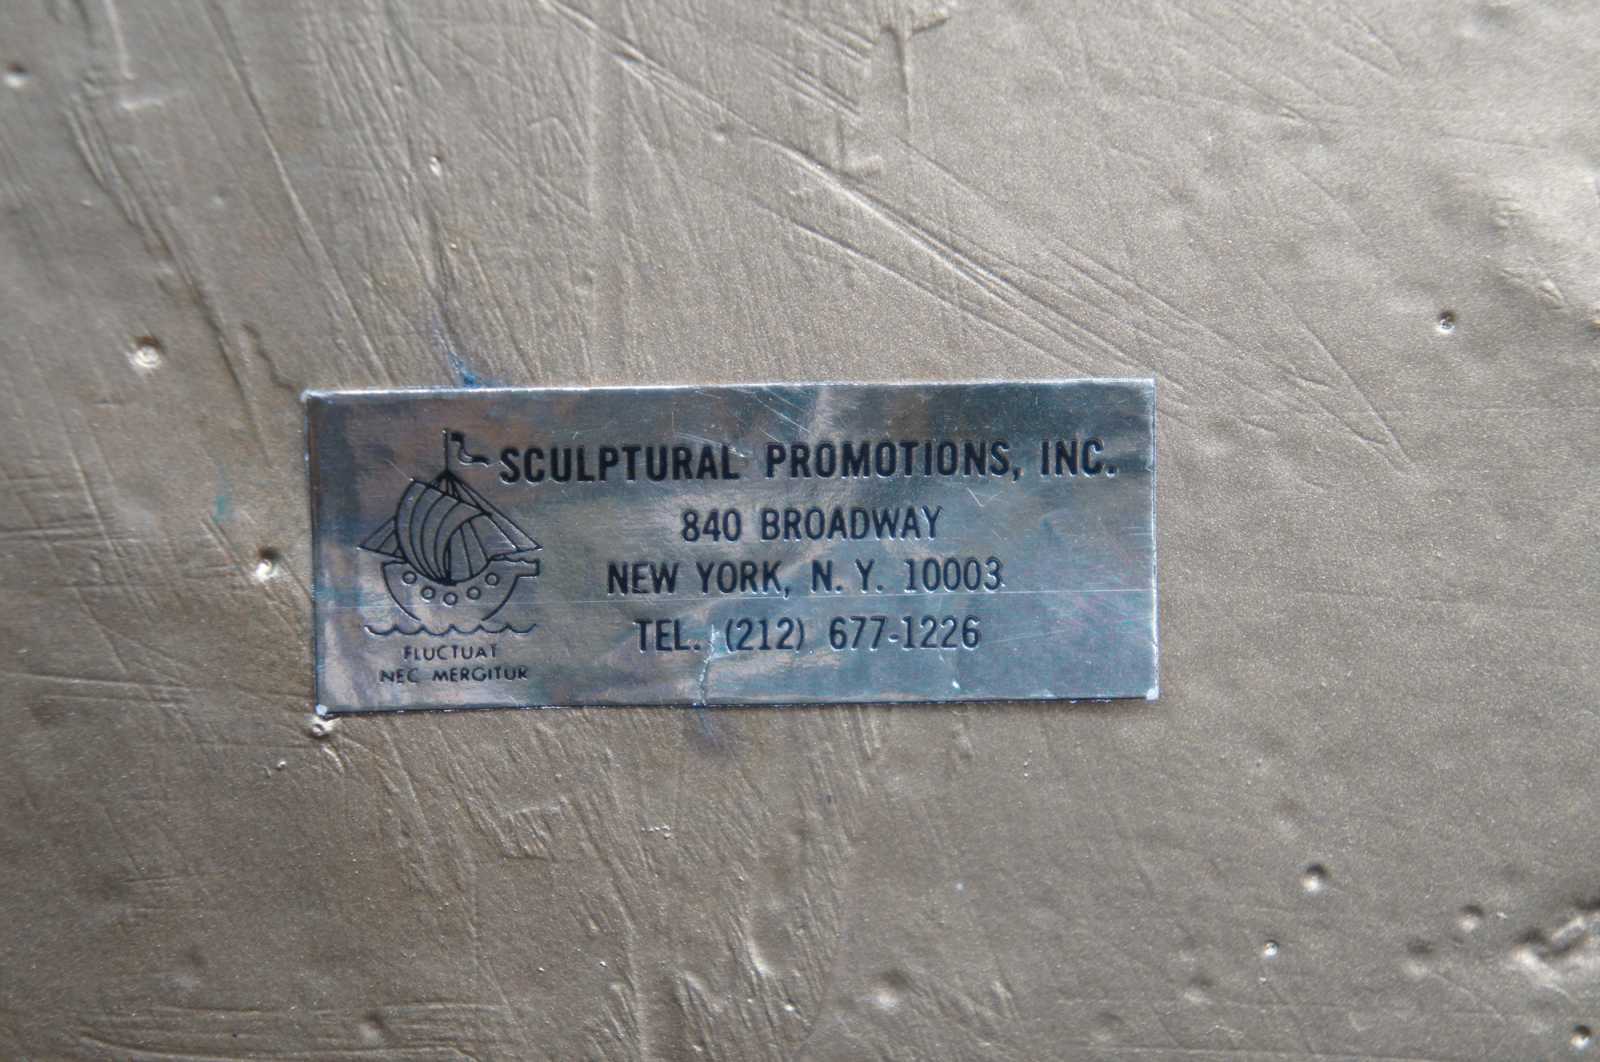 SCULPTURAL PROMOTIONS, INC.
840 BROADWAY
NEW YORK, N. Y. 10003
TEL. (212) 677-1226
FLUCTUAT
NEC MERGITUR